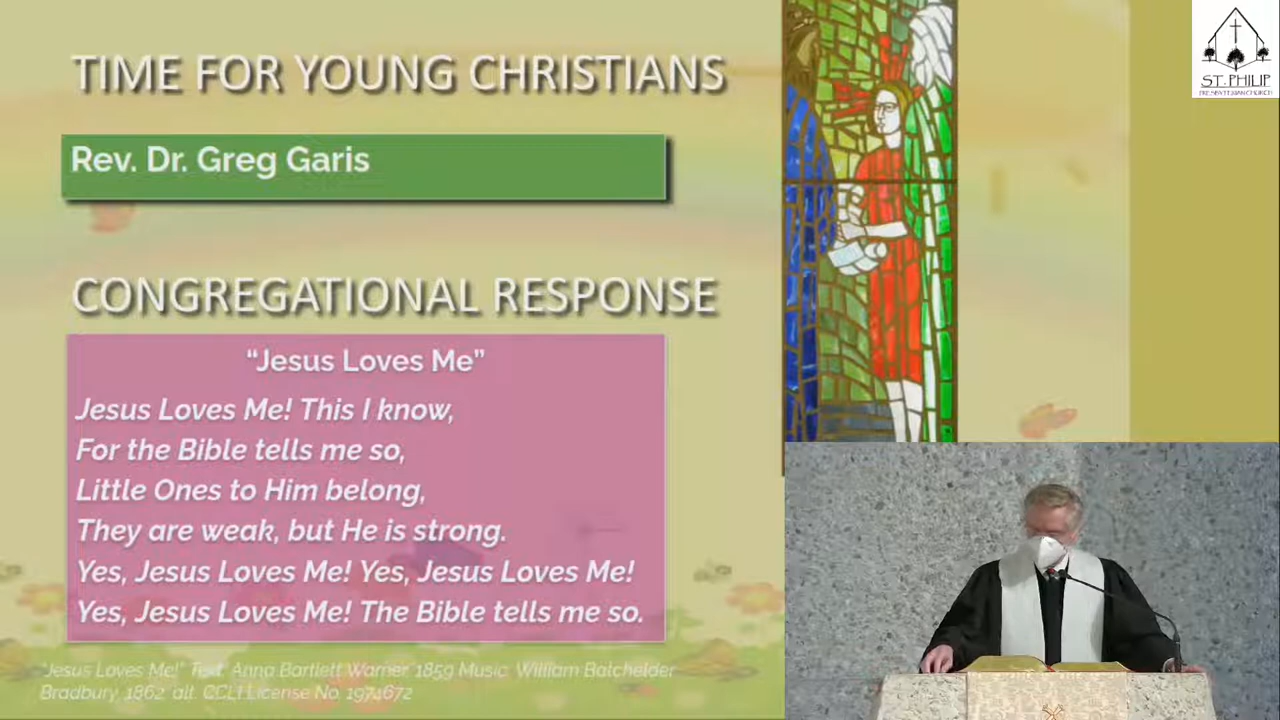 TIME FOR YOUNG CHRISTIANS
Rev. Dr. Greg Garis
CONGREGATIONAL RESPONSE
“Jesus Loves Me”
Jesus Loves Me! This I know,
For the Bible tells me so,
Little Ones to Him belong,
They are weak, but He is strong.
Yes, Jesus Loves Me! Yes, Jesus Loves Me!
Yes, Jesus Loves Me! The Bible tells me so.
"Jesus Loves Me!" Text: Anna Bartlett Warner, 1859 Music: William Batchelder
Bradbury, 1862, alt. CCLI License No. 1971672
ST. PHILIP
PRESBYTERIAN CHURCH